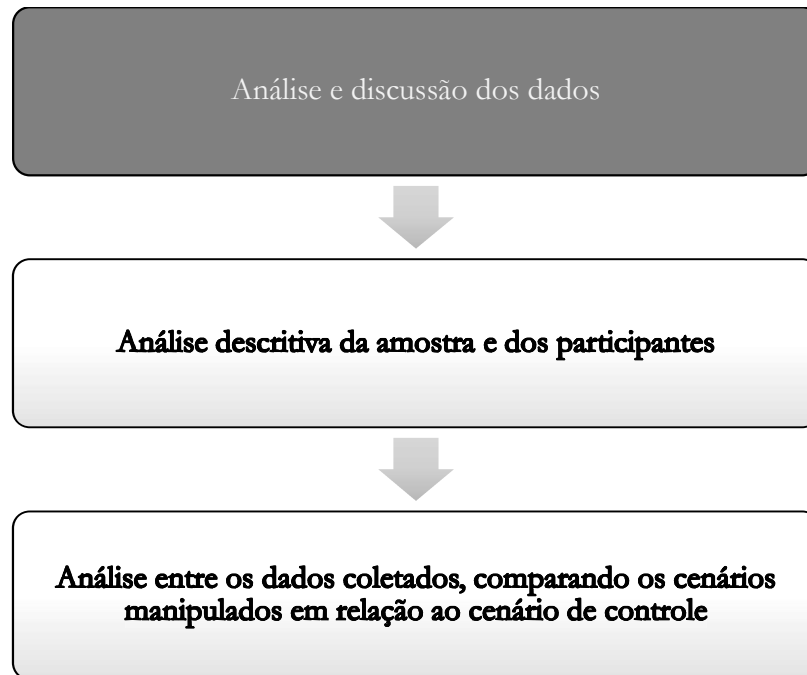 Análise e discussão dos dados
Análise descritiva da amostra e dos participantes
Análise entre os dados coletados, comparando os cenários
manipulados em relação ao cenário de controle